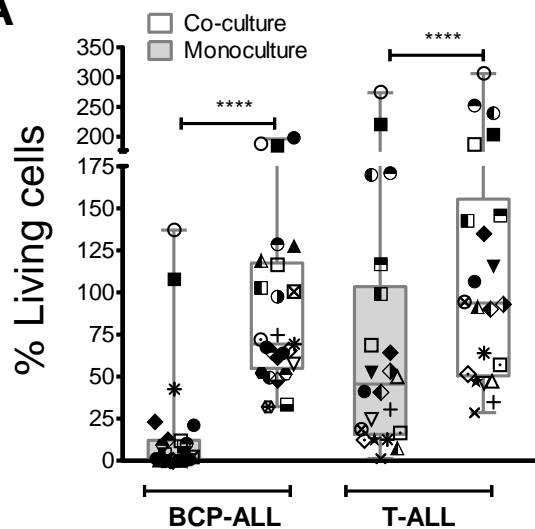 A
Co-culture
Monoculture
% Living cells
350
300
250
200
175
150
125
100
75
50
25
0
****
****
BCP-ALL
T-ALL